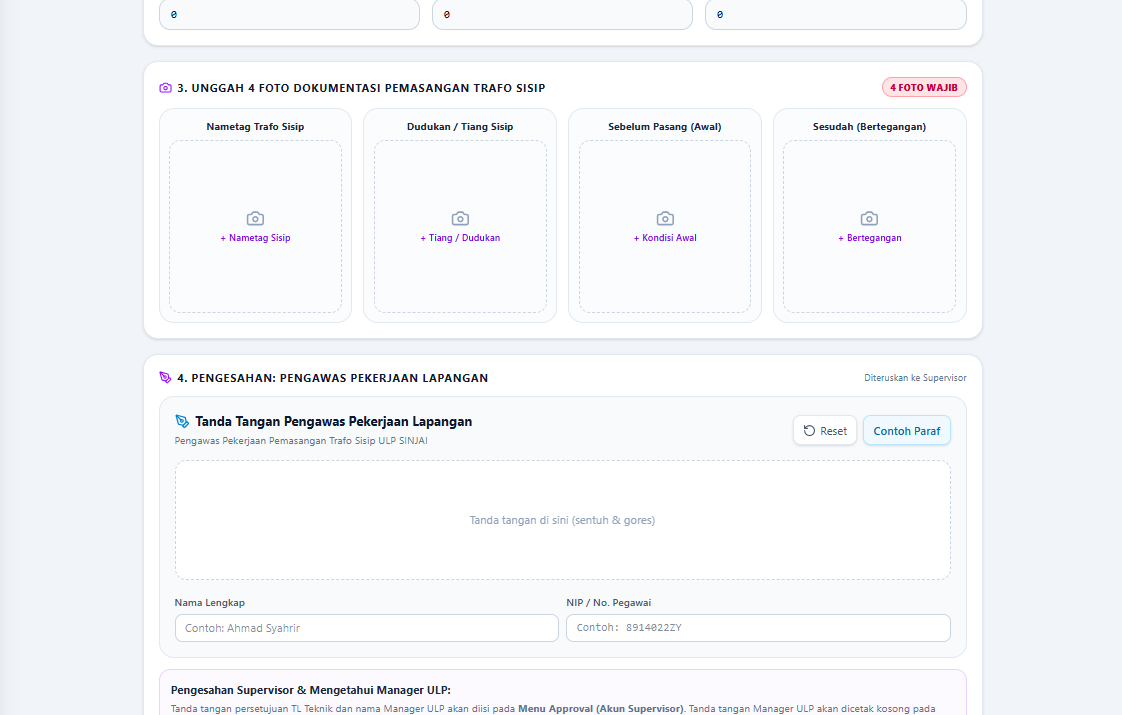 0
0
0
3. UNGGAH 4 FOTO DOKUMENTASI PEMASANGAN TRAFO SISIP
4 FOTO WAJIB
Nametag Trafo Sisip
Dudukan / Tiang Sisip
Sebelum Pasang (Awal)
Sesudah (Bertegangan)
+ Nametag Sisip
+ Tiang / Dudukan
+ Kondisi Awal
+ Bertegangan
4. PENGESAHAN: PENGAWAS PEKERJAAN LAPANGAN
Diteruskan ke Supervisor
Tanda Tangan Pengawas Pekerjaan Lapangan
Pengawas Pekerjaan Pemasangan Trafo Sisip ULP SINJAI
Reset
Contoh Paraf
Tanda tangan di sini (sentuh & gores)
Nama Lengkap
NIP / No. Pegawai
Contoh: Ahmad Syahrir
Contoh: 8914022ZY
Pengesahan Supervisor & Mengetahui Manager ULP:
Tanda tangan persetujuan TL Teknik dan nama Manager ULP akan diisi pada Menu Approval (Akun Supervisor). Tanda tangan Manager ULP akan dicetak kosong pada